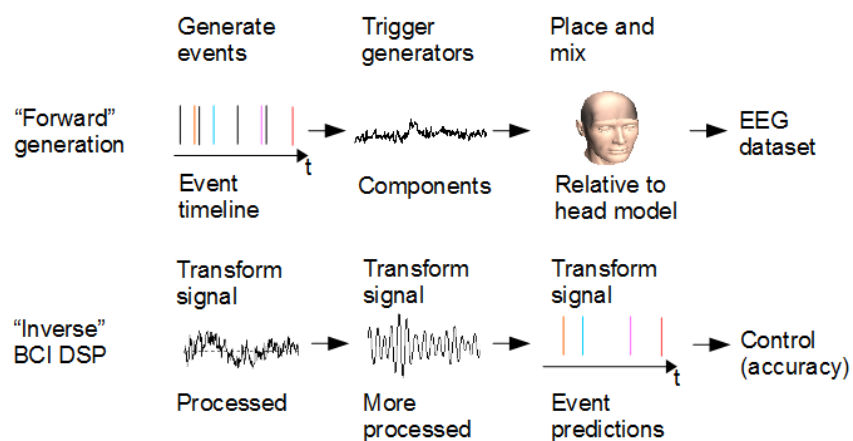 Generate
events
Trigger
generators
Place and
mix
“Forward”
generation
t
Event
timeline
Components
Relative to
head model
EEG
dataset
Transform
signal
Transform
signal
Transform
signal
“Inverse”
BCI DSP
t
Processed
More
processed
Event
predictions
Control
(accuracy)